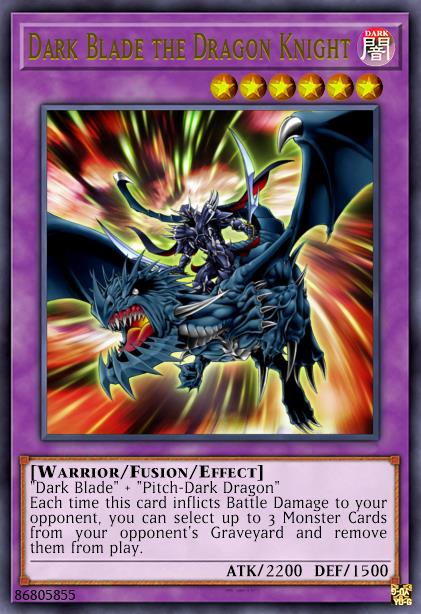 DARK BLADE THE DRAGON KNIGHT
DARK
闇
[WARRIOR/FUSION/EFFECT]
"Dark Blade" + "Pitch-Dark Dragon"
Each time this card inflicts Battle Damage to your
opponent, you can select up to 3 Monster Cards
from your opponent's Graveyard and remove
them from play.
ATK/2200 DEF/1500
86805855